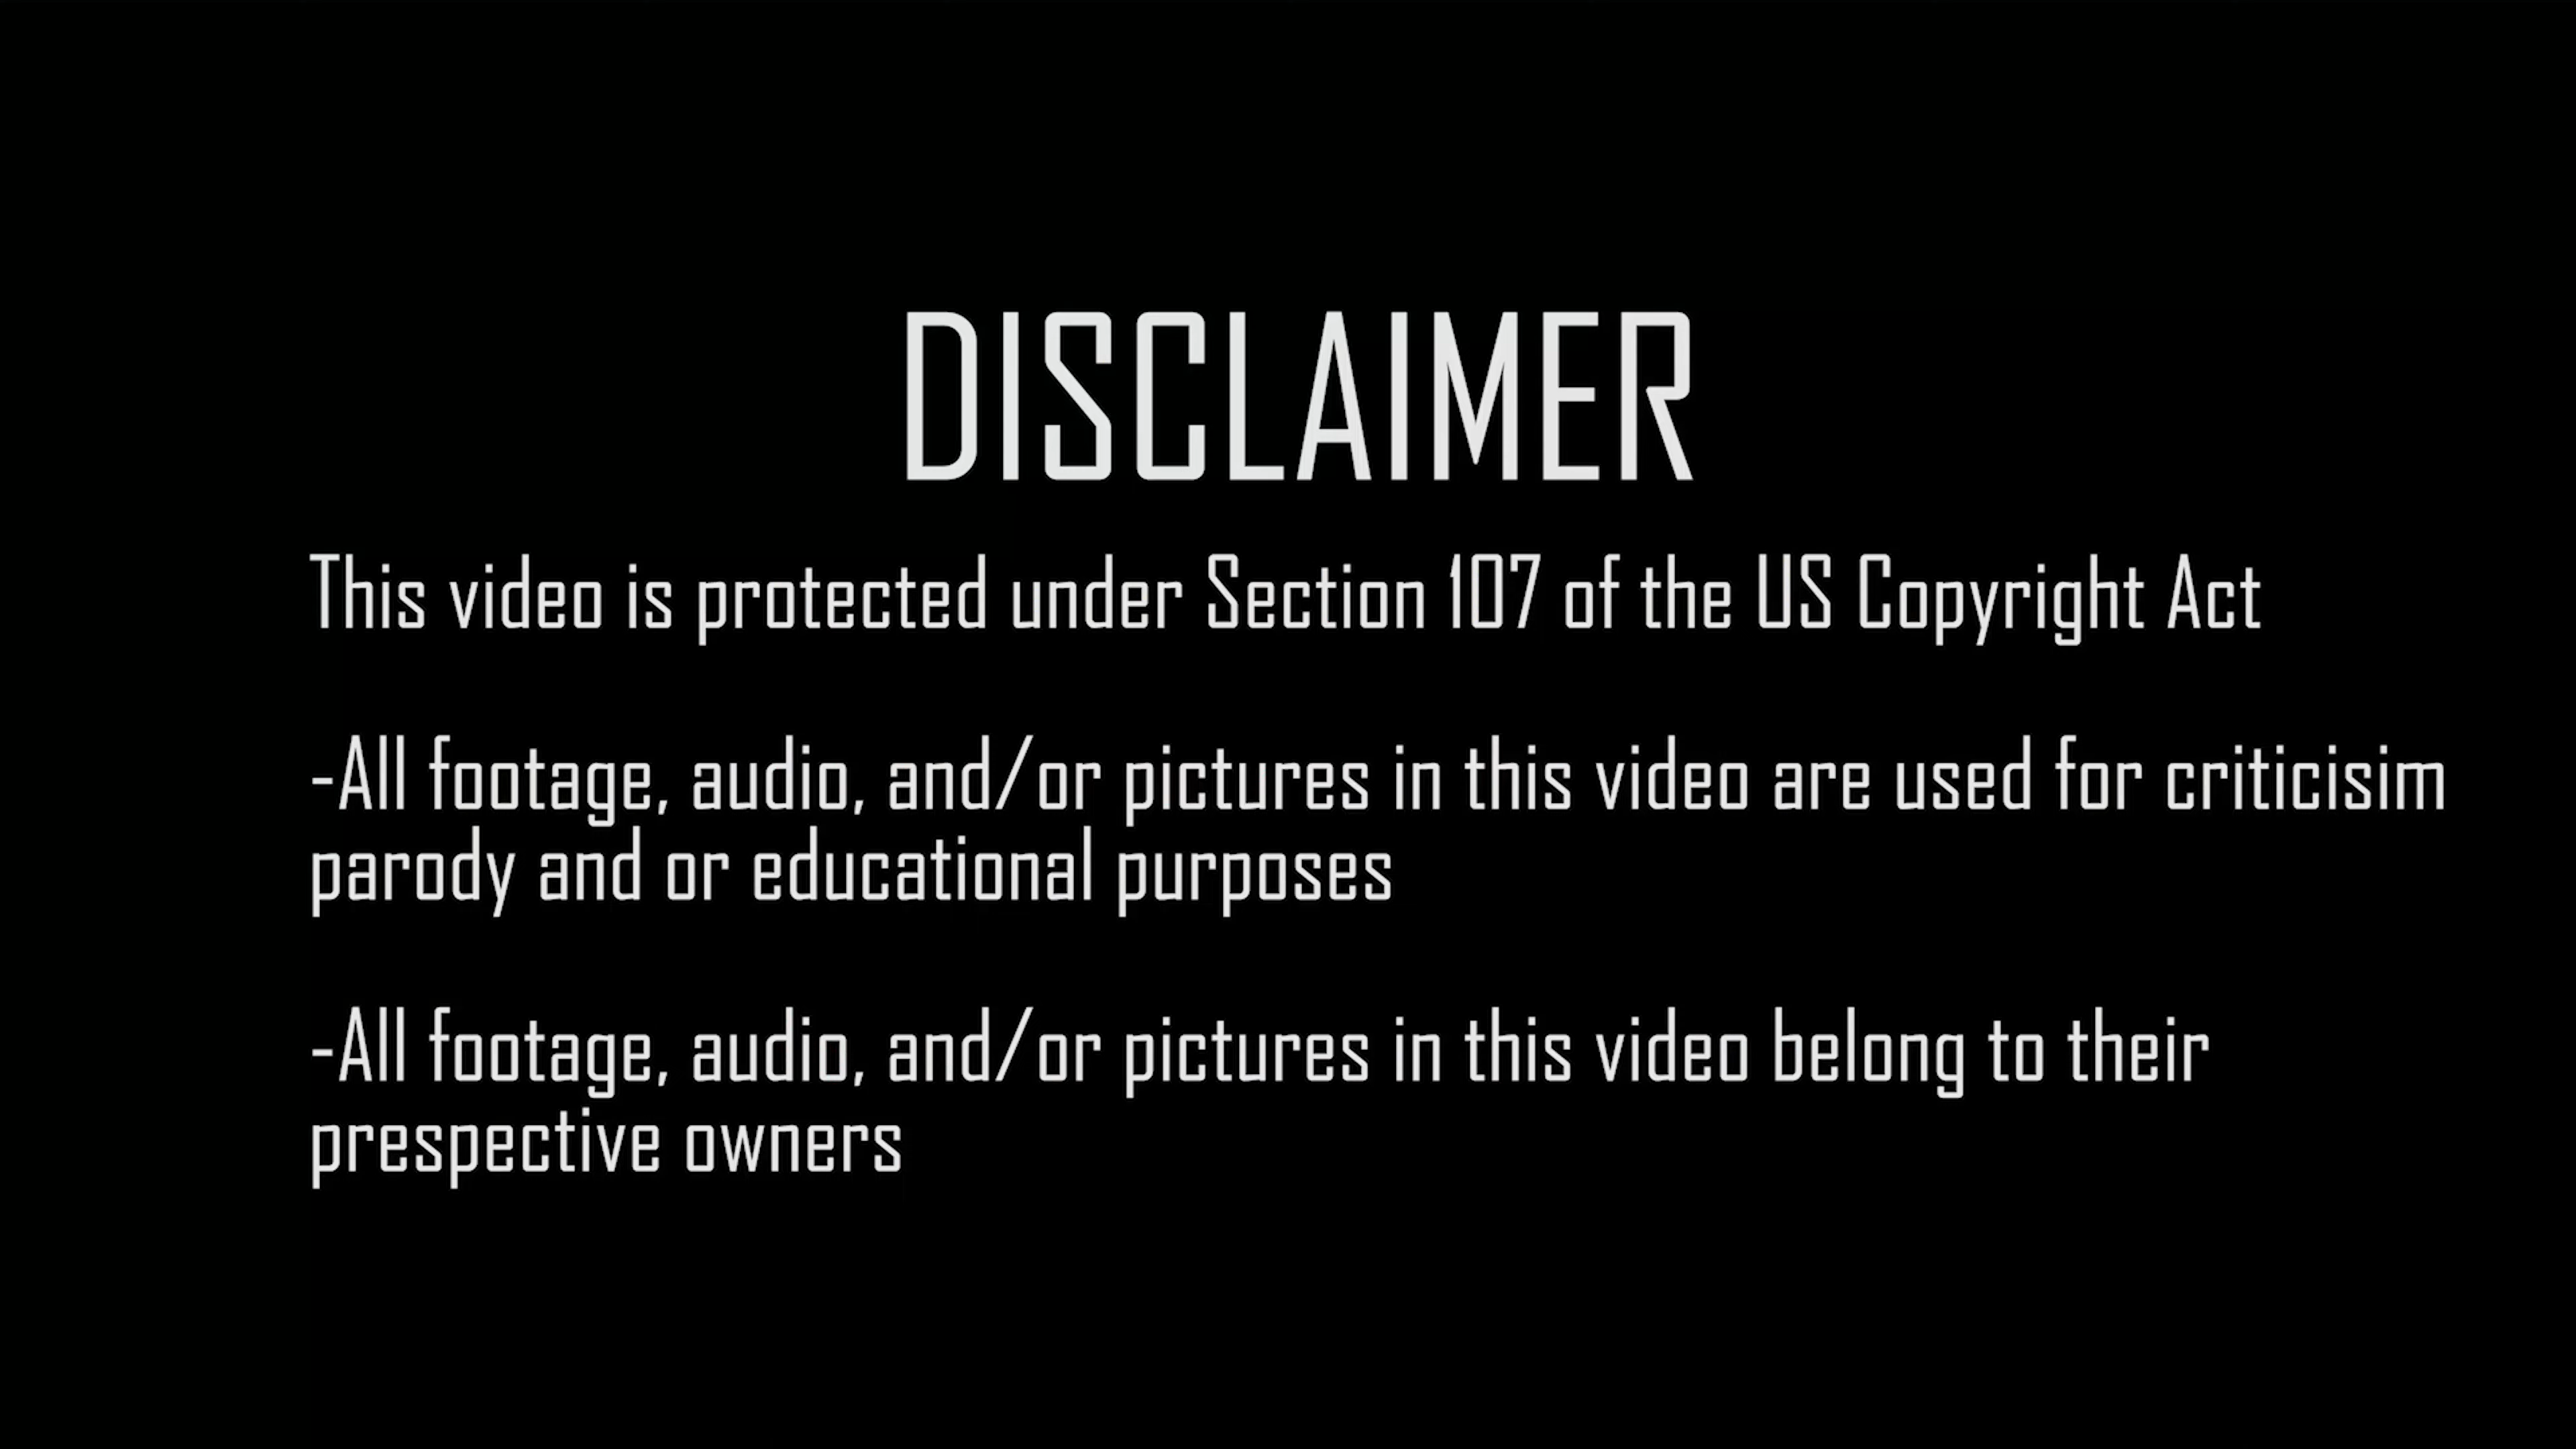 DISCLAIMER
This video is protected under Section 107 of the US Copyright Act
-All footage, audio, and/or pictures in this video are used for criticisim
parody and or educational purposes
-All footage, audio, and/or pictures in this video belong to their
prespective owners